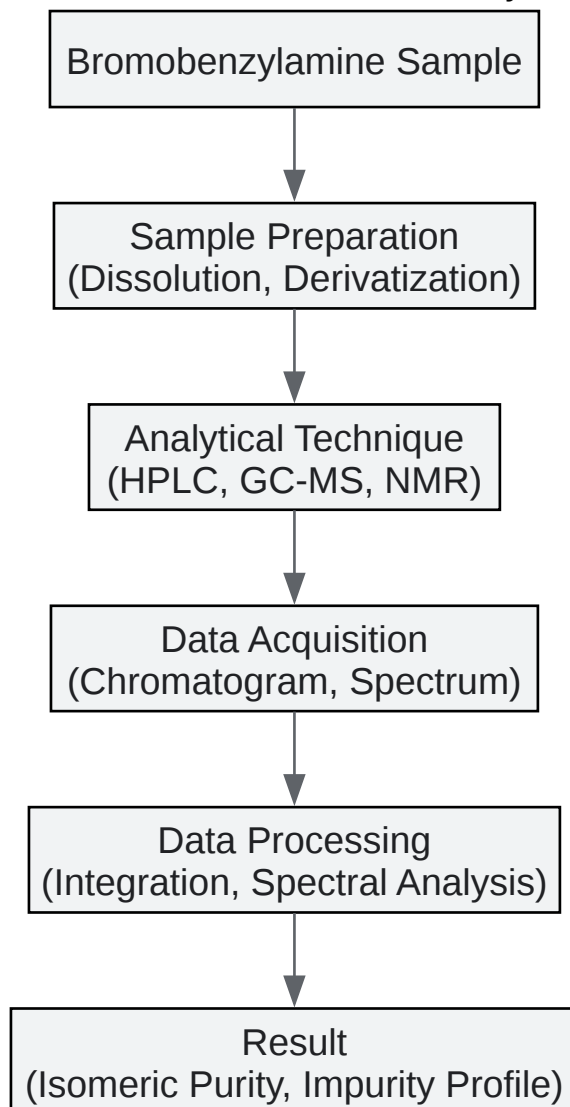 Bromobenzylamine Sample
Sample Preparation
(Dissolution, Derivatization)
Analytical Technique
(HPLC, GC-MS, NMR)
Data Acquisition
(Chromatogram, Spectrum)
Data Processing
(Integration, Spectral Analysis)
Result
(Isomeric Purity, Impurity Profile)